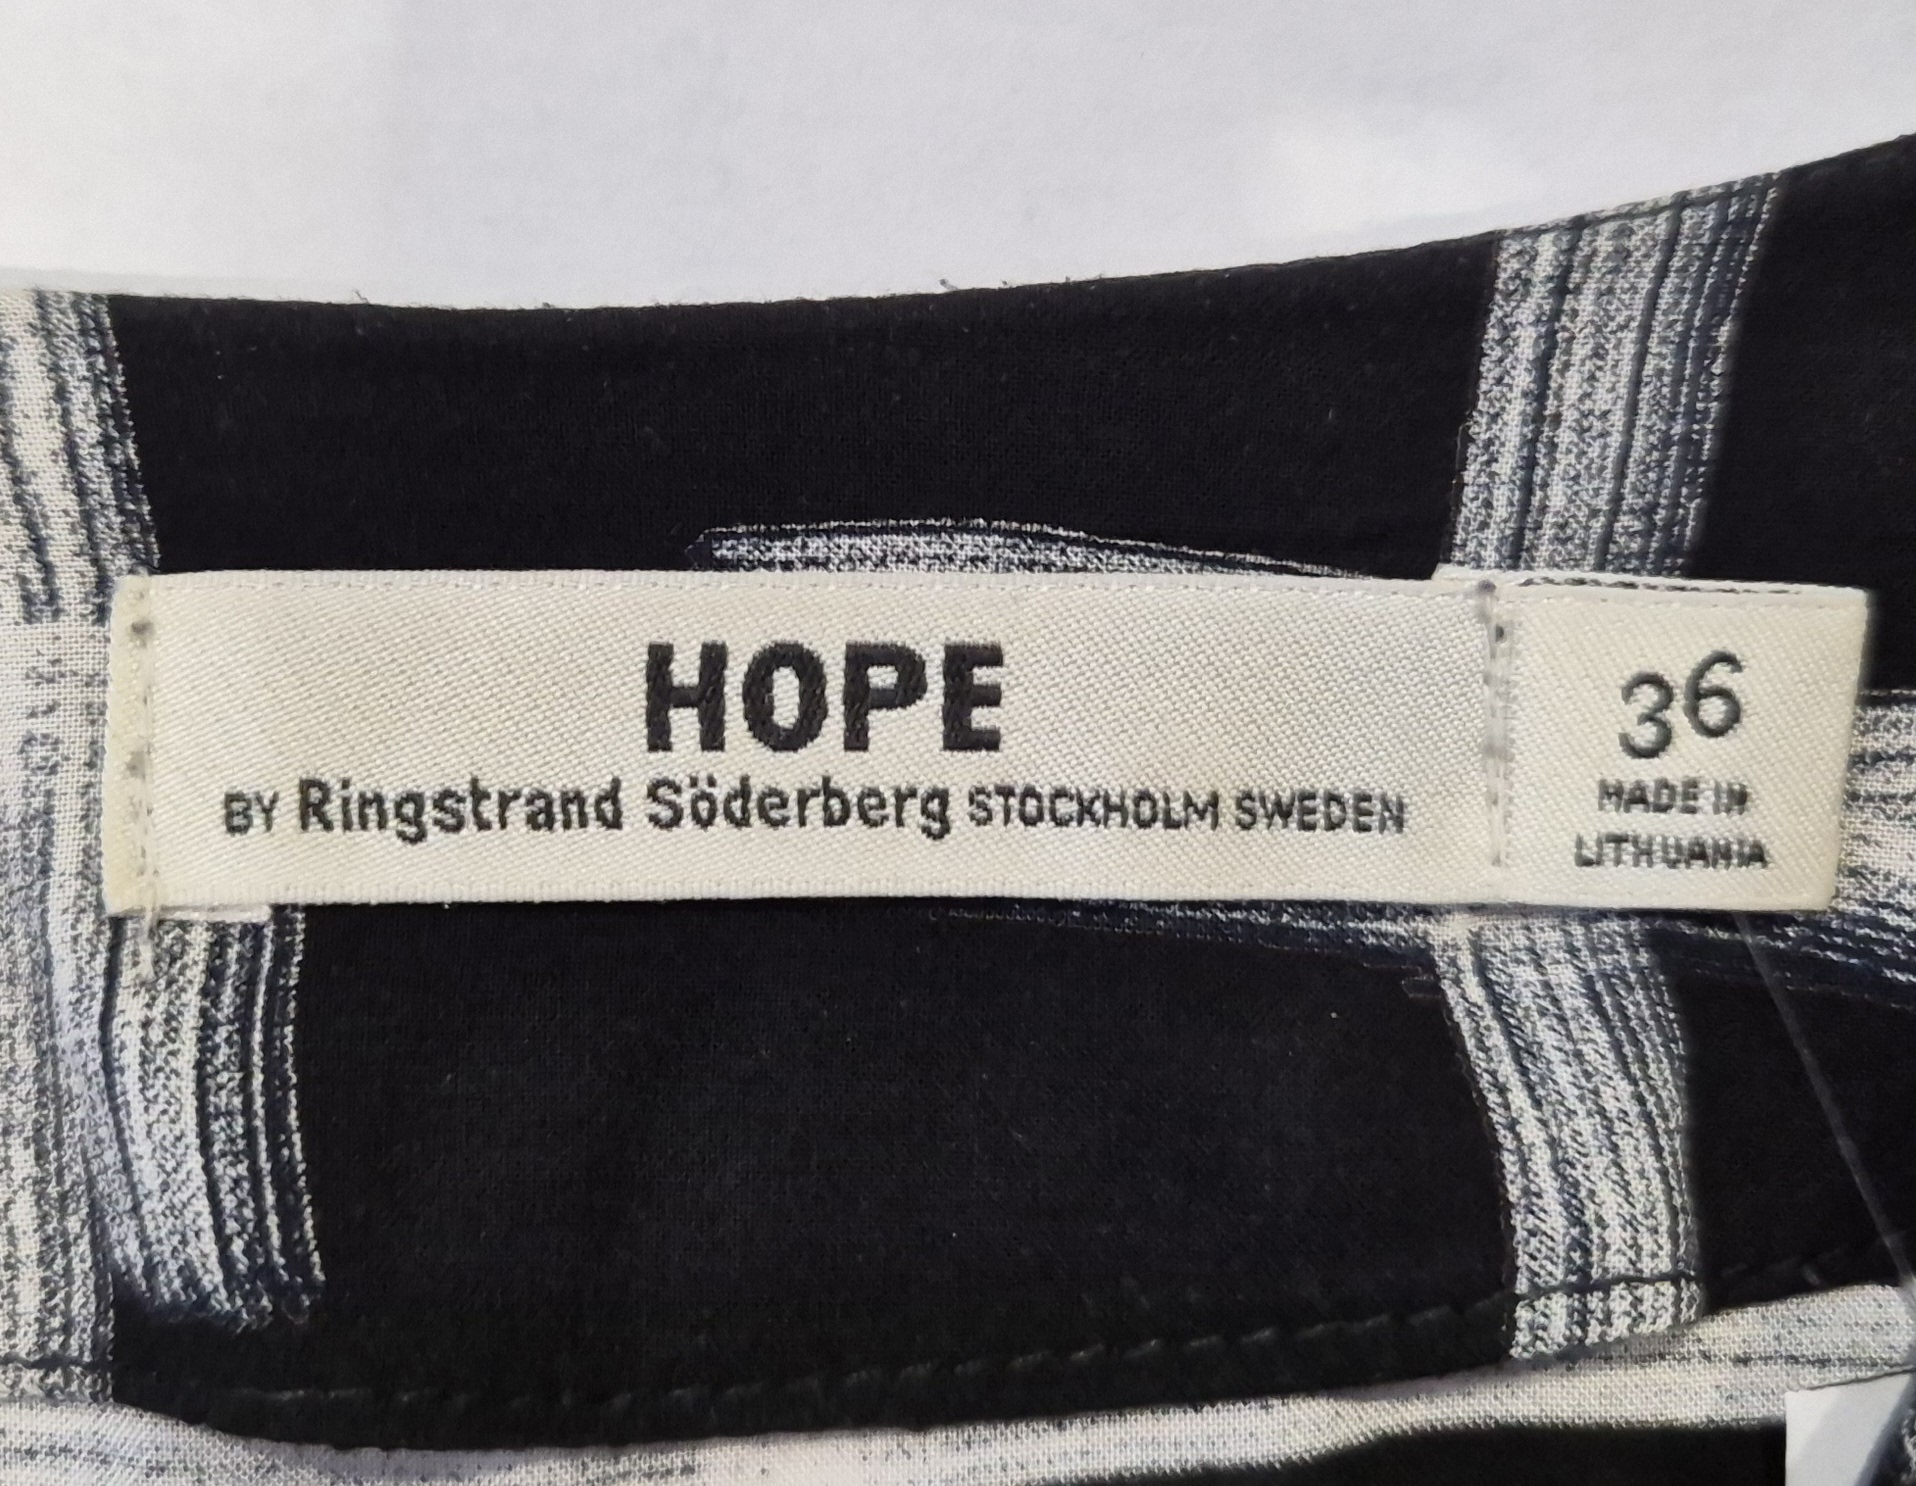 HOPE
BY Ringstrand Söderberg STOCKHOLM SWEDEN
36
MADE IN
LITHUANIA